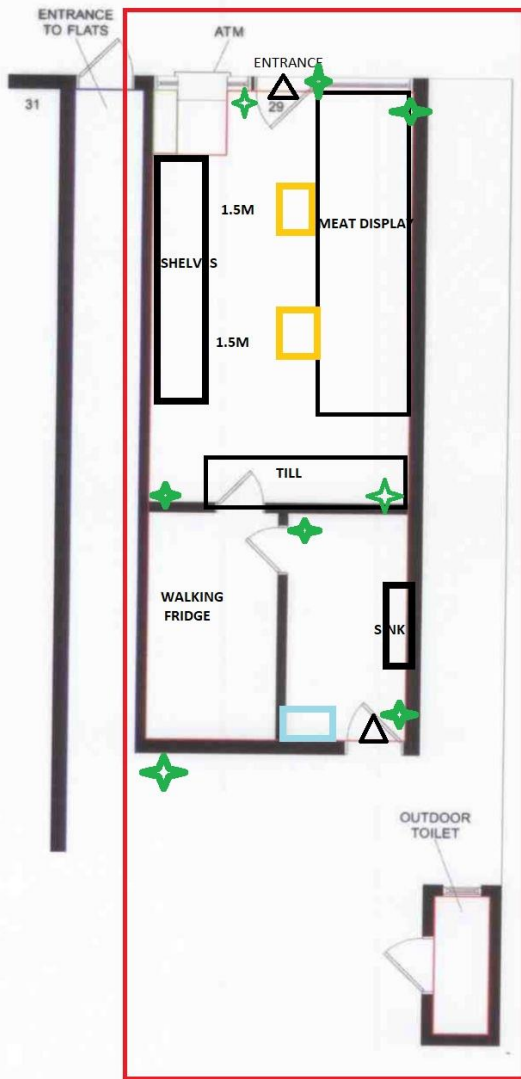 ENTRANCE
TO FLATS
ATM
ENTRANCE
31
29
1.5M
MEAT DISPLAY
SHELVES
1.5M
TILL
WALKING
FRIDGE
SINK
OUTDOOR
TOILET